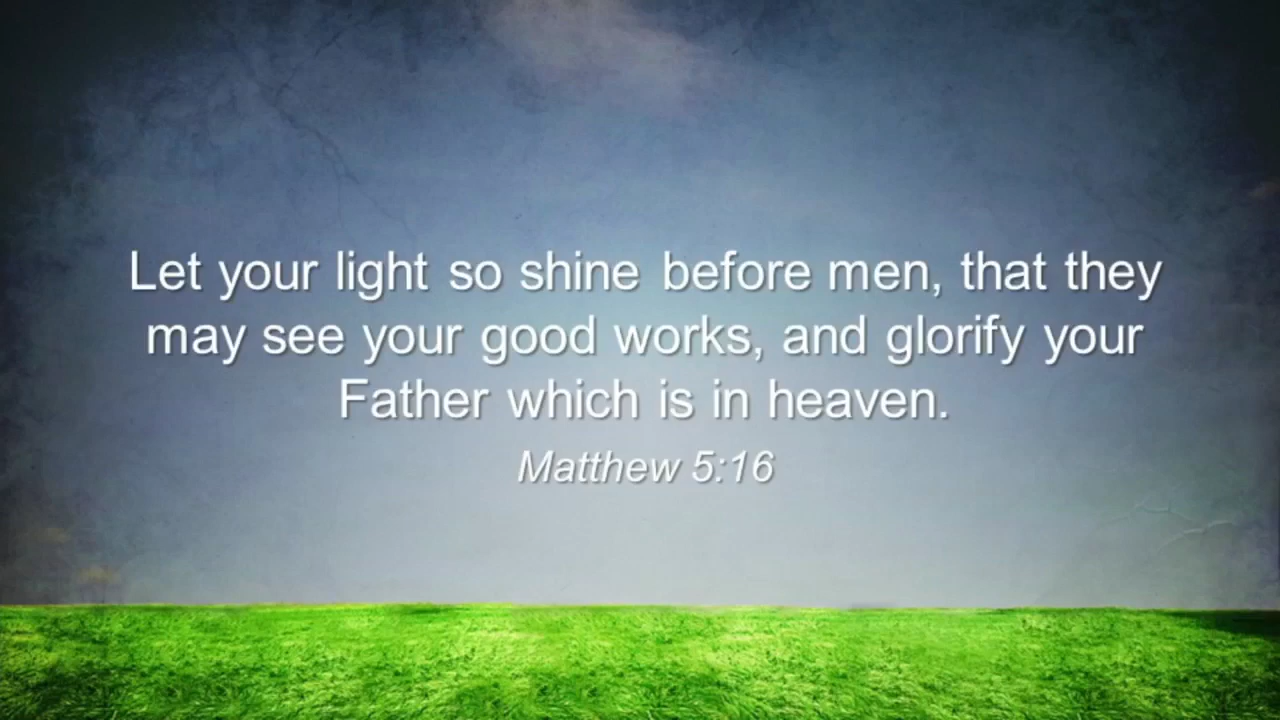 Let your light so shine before men, that they
may see your good works, and glorify your
Father which is in heaven.
Matthew 5:16